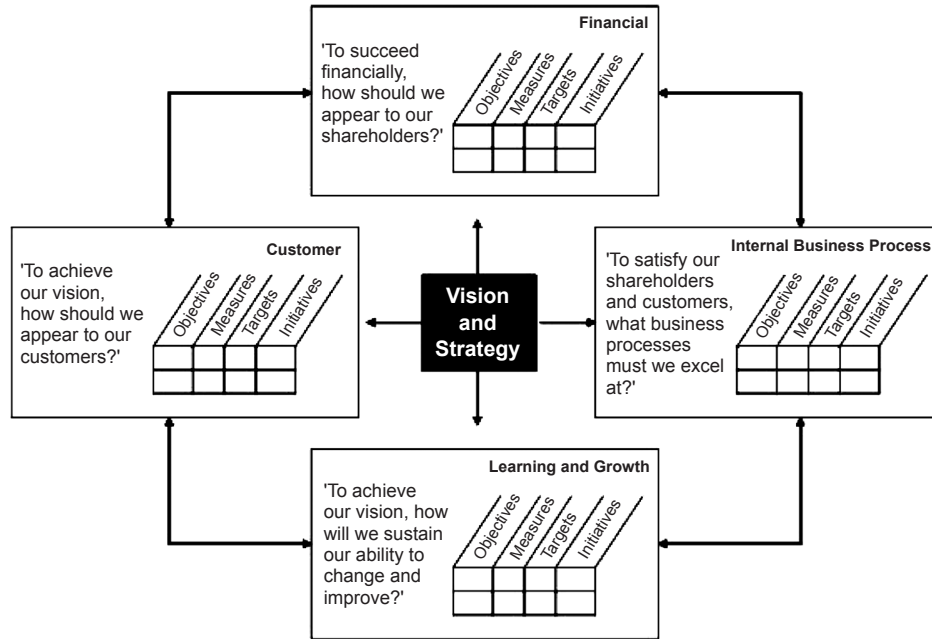 Financial
'To succeed
financially,
how should we
appear to our
shareholders?'
Objectives
Measures
Targets
Initiatives
Customer
'To achieve
our vision,
how should we
appear to our
customers?'
Objectives
Measures
Targets
Initiatives
Vision
and
Strategy
Internal Business Process
'To satisfy our
shareholders
and customers,
what business
processes
must we excel
at?'
Objectives
Measures
Targets
Initiatives
Learning and Growth
'To achieve
our vision, how
will we sustain
our ability to
change and
improve?'
Objectives
Measures
Targets
Initiatives